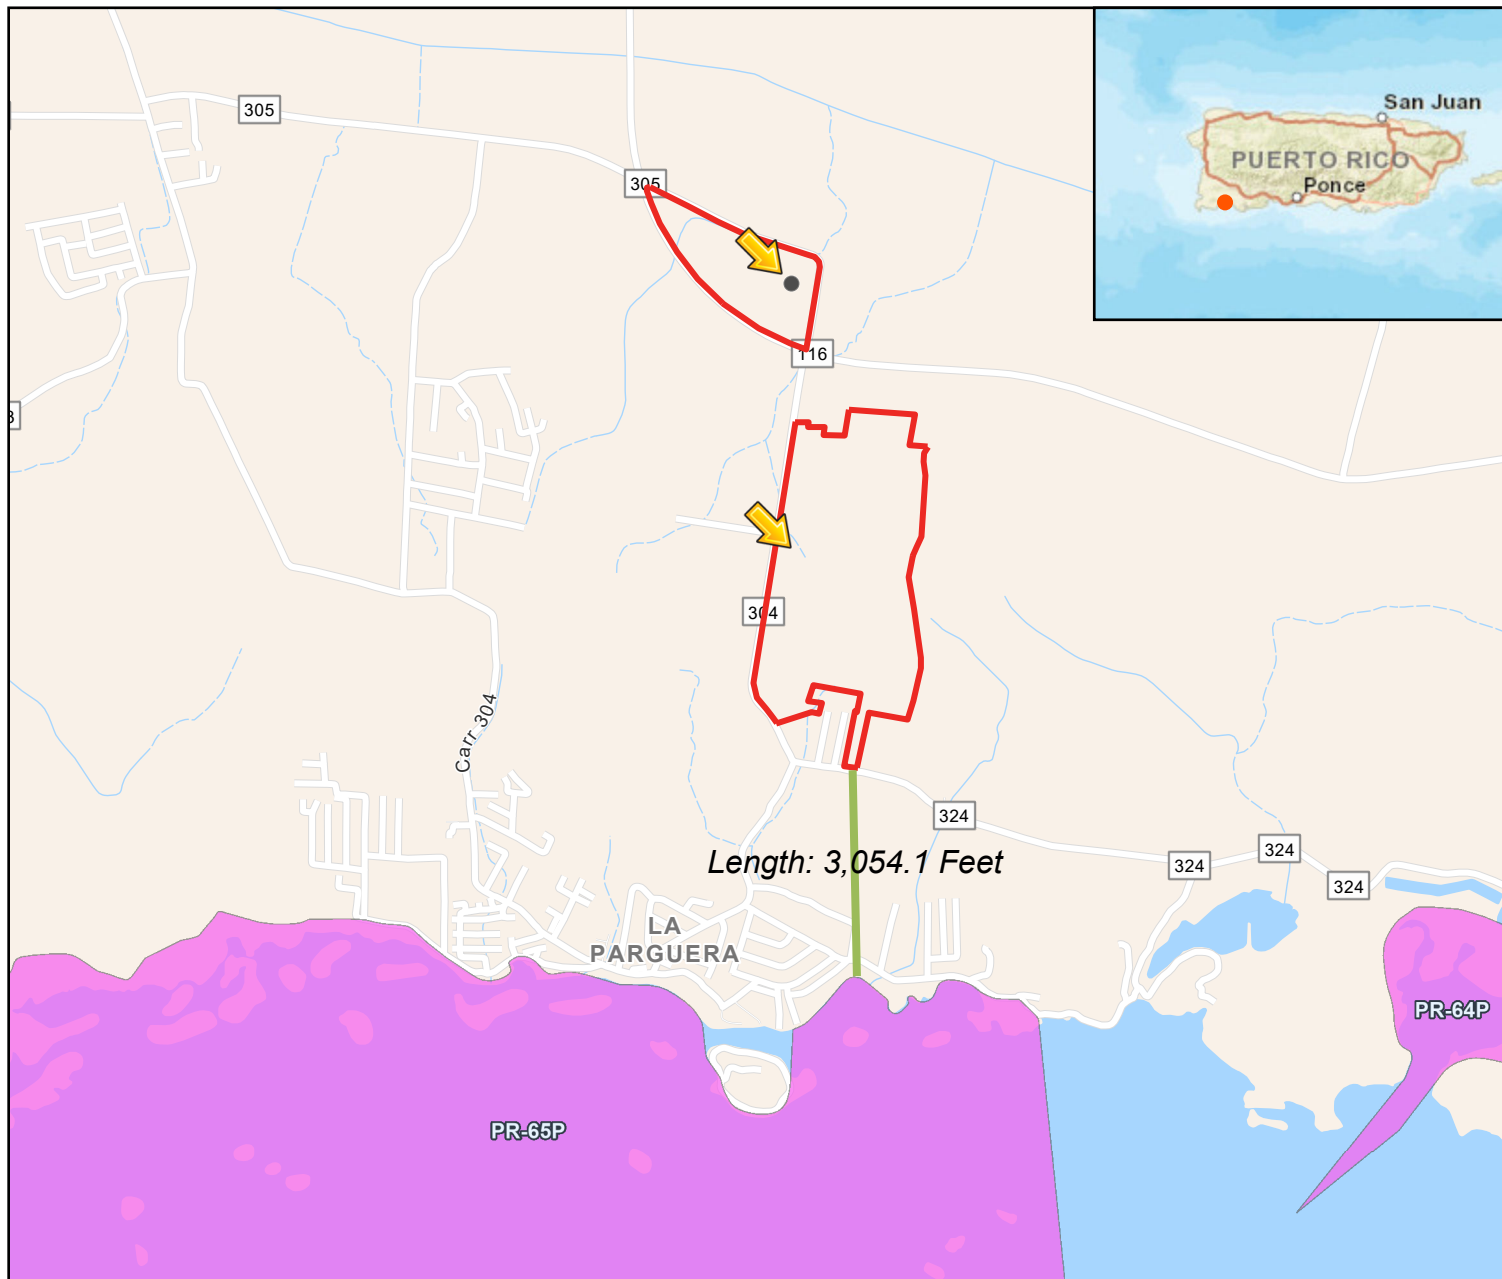 305
305
San Juan
PUERTO RICO
Ponce
116
304
Carr 304
324
Length: 3,054.1 Feet
324
324
324
LA
PARGUERA
PR-64P
PR-65P